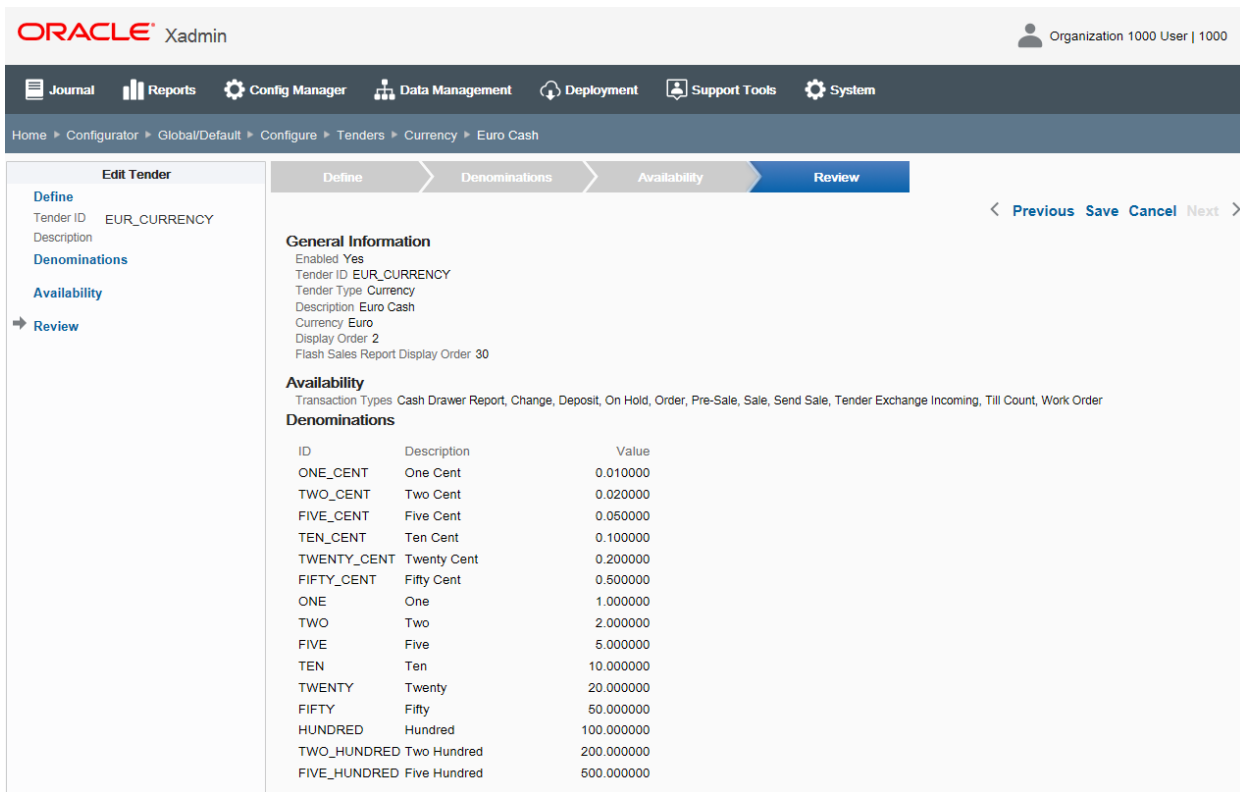 ORACLE® Xadmin
Organization 1000 User | 1000
Journal Reports Config Manager Data Management Deployment Support Tools System
Home Configurator Global/Default Configure Tenders Currency Euro Cash
Edit Tender
Define
Tender ID EUR_CURRENCY
Description
Denominations
Availability
Review
Define Denominations Availability Review
Previous Save Cancel Next
General Information
Enabled Yes
Tender ID EUR_CURRENCY
Tender Type Currency
Description Euro Cash
Currency Euro
Display Order 2
Flash Sales Report Display Order 30
Availability
Transaction Types Cash Drawer Report, Change, Deposit, On Hold, Order, Pre-Sale, Sale, Send Sale, Tender Exchange Incoming, Till Count, Work Order
Denominations
ID Description Value
ONE_CENT One Cent 0.010000
TWO_CENT Two Cent 0.020000
FIVE_CENT Five Cent 0.050000
TEN_CENT Ten Cent 0.100000
TWENTY_CENT Twenty Cent 0.200000
FIFTY_CENT Fifty Cent 0.500000
ONE One 1.000000
TWO Two 2.000000
FIVE Five 5.000000
TEN Ten 10.000000
TWENTY Twenty 20.000000
FIFTY Fifty 50.000000
HUNDRED Hundred 100.000000
TWO_HUNDRED Two Hundred 200.000000
FIVE_HUNDRED Five Hundred 500.000000